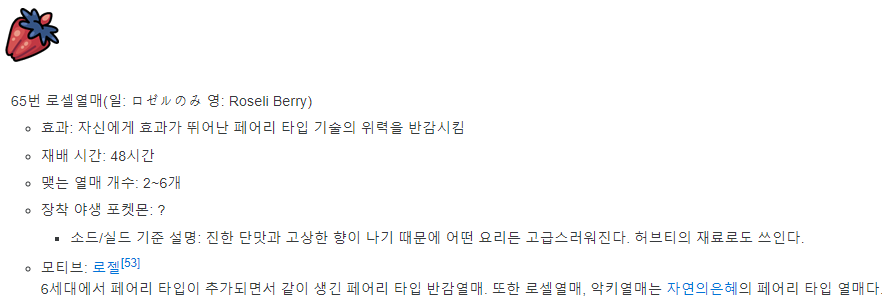 65번 로셀열매(일: ロゼルのみ 영: Roseli Berry)
효과: 자신에게 효과가 뛰어난 페어리 타입 기술의 위력을 반감시킴
재배 시간: 48시간
맺는 열매 개수: 2~6개
장착 야생 포켓몬: ?
소드/실드 기준 설명: 진한 단맛과 고상한 향이 나기 때문에 어떤 요리든 고급스러워진다. 허브티의 재료로도 쓰인다.
모티브: 로젤[53]
6세대에서 페어리 타입이 추가되면서 같이 생긴 페어리 타입 반감열매. 또한 로셀열매, 악키열매는 자연의은혜의 페어리 타입 열매다.